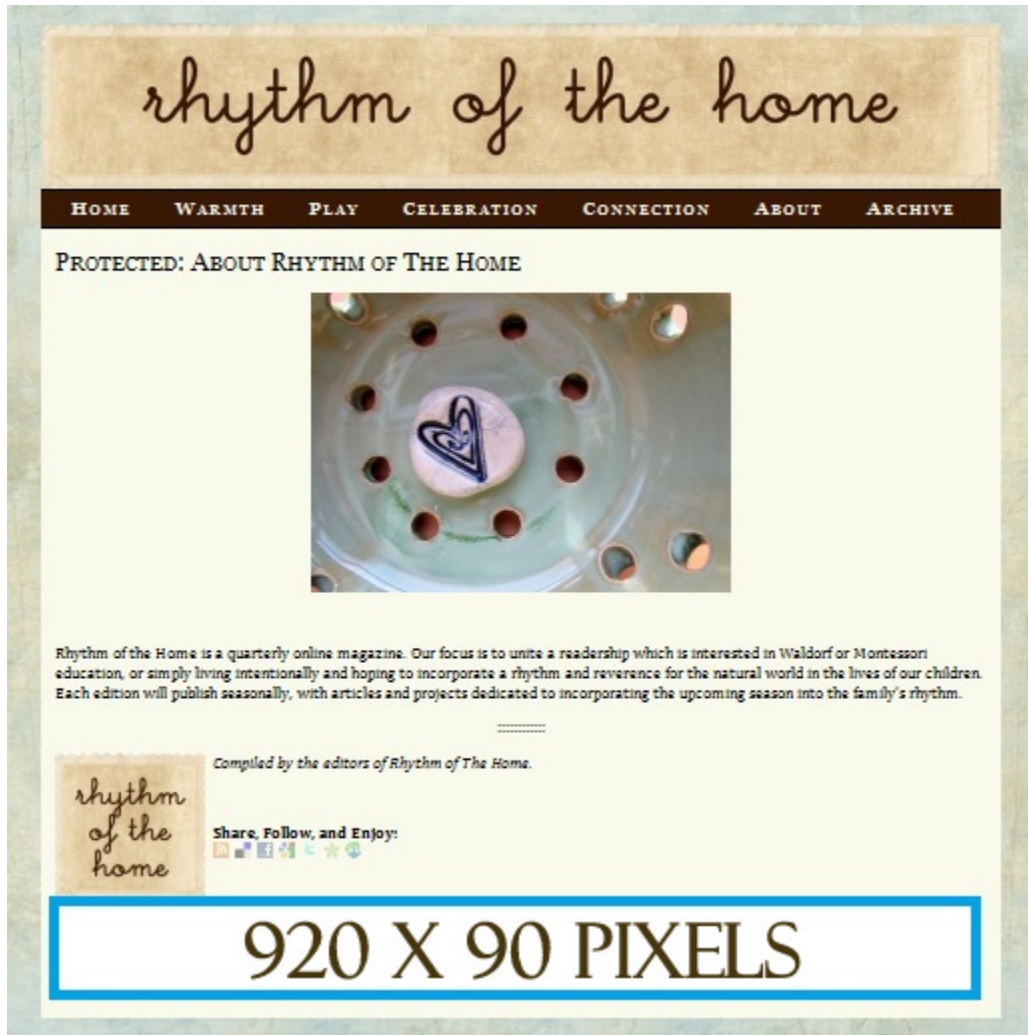 rhythm of the home
HOME WARMTH PLAY CELEBRATION CONNECTION ABOUT ARCHIVE
PROTECTED: ABOUT RHYTHM OF THE HOME
Rhythm of the Home is a quarterly online magazine. Our focus is to unite a readership which is interested in Waldorf or Montessori
education, or simply living intentionally and hoping to incorporate a rhythm and reverence for the natural world in the lives of our children.
Each edition will publish seasonally, with articles and projects dedicated to incorporating the upcoming season into the family's rhythm.
Compiled by the editors of Rhythm of The Home.
rhythm
of the
home
Share, Follow, and Enjoy:
920 X 90 PIXELS